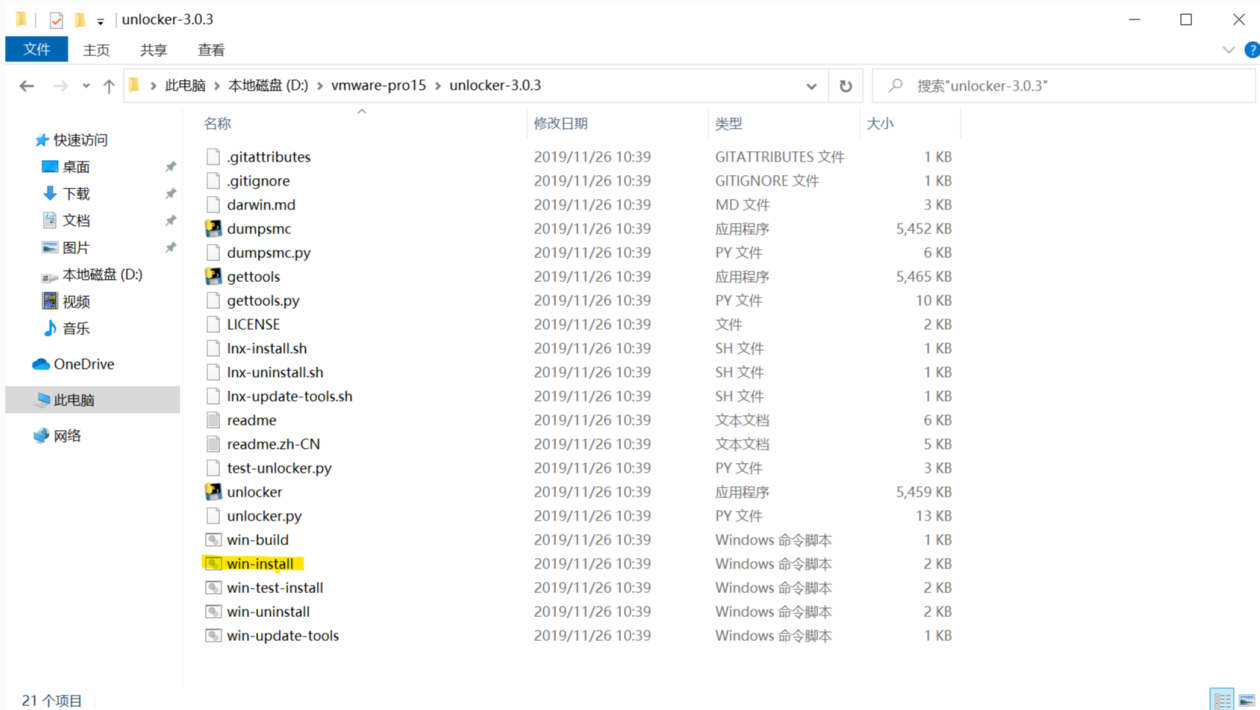 unlocker-3.0.3
文件 主页 共享 查看
此电脑 本地磁盘 (D:) vmware-pro15 unlocker-3.0.3 搜索"unlocker-3.0.3"
快速访问
桌面
下载
文档
图片
本地磁盘 (D:)
视频
音乐
OneDrive
此电脑
网络
名称 修改日期 类型 大小
.gitattributes 2019/11/26 10:39 GITATTRIBUTES 文件 1 KB
.gitignore 2019/11/26 10:39 GITIGNORE 文件 1 KB
darwin.md 2019/11/26 10:39 MD 文件 3 KB
dumpsmc 2019/11/26 10:39 应用程序 5,452 KB
dumpsmc.py 2019/11/26 10:39 PY 文件 6 KB
gettools 2019/11/26 10:39 应用程序 5,465 KB
gettools.py 2019/11/26 10:39 PY 文件 10 KB
LICENSE 2019/11/26 10:39 文件 2 KB
lnx-install.sh 2019/11/26 10:39 SH 文件 1 KB
lnx-uninstall.sh 2019/11/26 10:39 SH 文件 1 KB
lnx-update-tools.sh 2019/11/26 10:39 SH 文件 1 KB
readme 2019/11/26 10:39 文本文档 6 KB
readme.zh-CN 2019/11/26 10:39 文本文档 5 KB
test-unlocker.py 2019/11/26 10:39 PY 文件 3 KB
unlocker 2019/11/26 10:39 应用程序 5,459 KB
unlocker.py 2019/11/26 10:39 PY 文件 13 KB
win-build 2019/11/26 10:39 Windows 命令脚本 1 KB
win-install 2019/11/26 10:39 Windows 命令脚本 2 KB
win-test-install 2019/11/26 10:39 Windows 命令脚本 2 KB
win-uninstall 2019/11/26 10:39 Windows 命令脚本 2 KB
win-update-tools 2019/11/26 10:39 Windows 命令脚本 1 KB
21 个项目